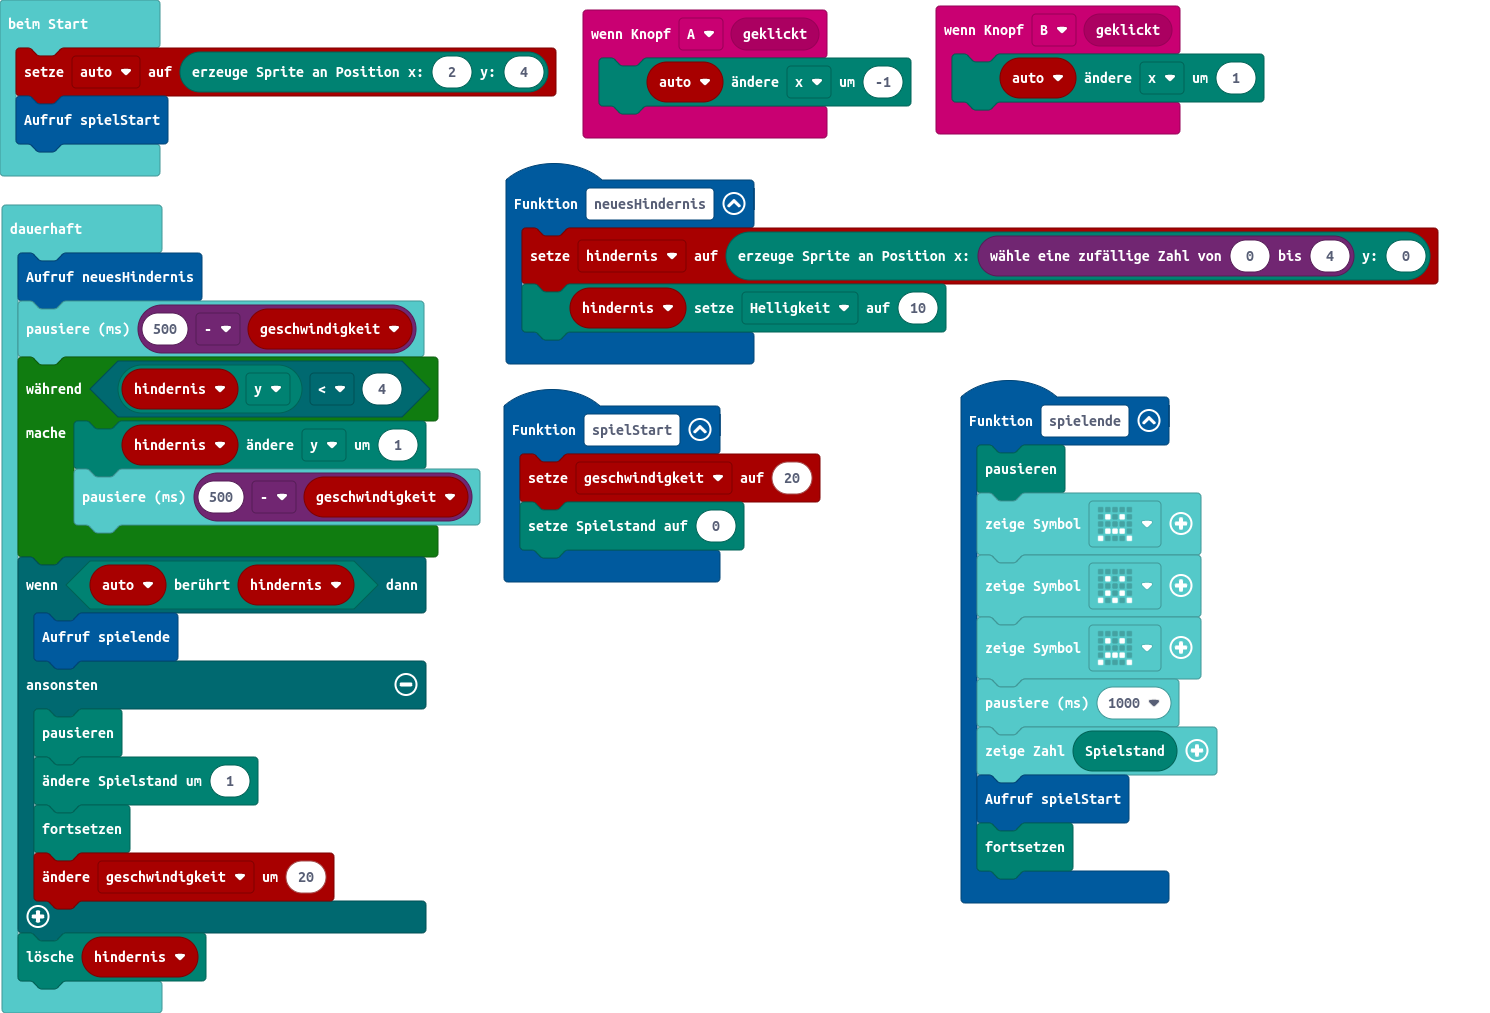 beim Start
setze auto auf erzeuge Sprite an Position x: 2 y: 4
Aufruf spielStart
wenn Knopf A geklickt
auto ändere x um -1
wenn Knopf B geklickt
auto ändere x um 1
dauerhaft
Aufruf neuesHindernis
pausiere (ms) 500 - geschwindigkeit
während hindernis y < 4
mache hindernis ändere y um 1
pausiere (ms) 500 - geschwindigkeit
wenn auto berührt hindernis dann
Aufruf spielende
ansonsten
pausieren
ändere Spielstand um 1
fortsetzen
ändere geschwindigkeit um 20
lösche hindernis
Funktion neuesHindernis
setze hindernis auf erzeuge Sprite an Position x: wähle eine zufällige Zahl von 0 bis 4 y: 0
hindernis setze Helligkeit auf 10
Funktion spielStart
setze geschwindigkeit auf 20
setze Spielstand auf 0
Funktion spielende
pausieren
zeige Symbol
zeige Symbol
zeige Symbol
pausiere (ms) 1000
zeige Zahl Spielstand
Aufruf spielStart
fortsetzen